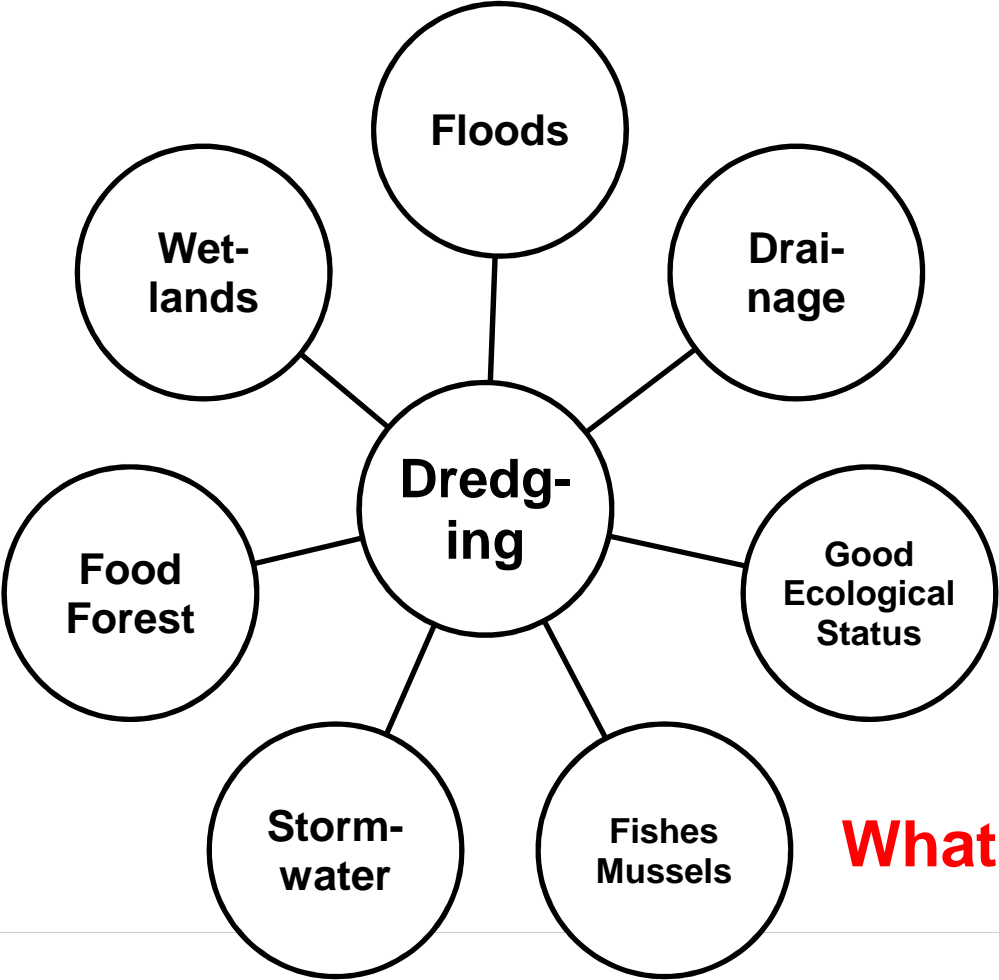 Floods
Wet-
lands
Drai-
nage
Dredg-
ing
Food
Forest
Good
Ecological
Status
Storm-
water
Fishes
Mussels
What